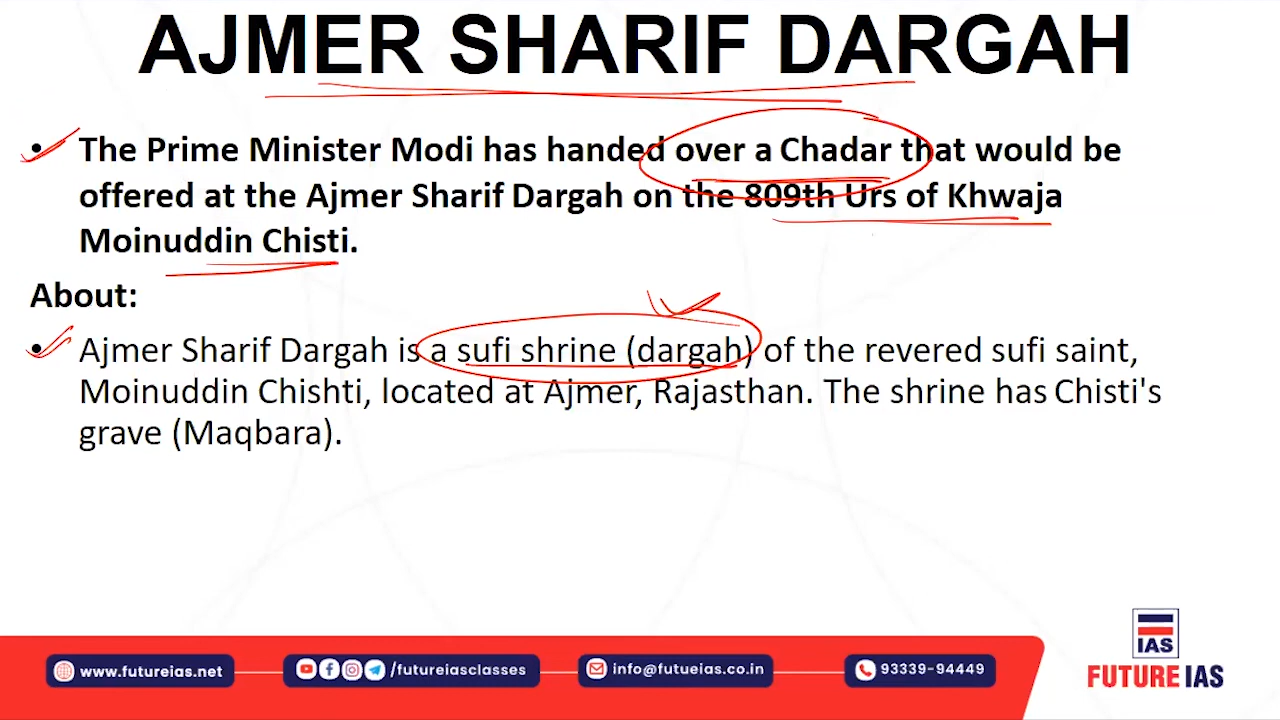 AJMER SHARIF DARGAH
• The Prime Minister Modi has handed over a Chadar that would be
offered at the Ajmer Sharif Dargah on the 809th Urs of Khwaja
Moinuddin Chisti.
About:
• Ajmer Sharif Dargah is a sufi shrine (dargah) of the revered sufi saint,
Moinuddin Chishti, located at Ajmer, Rajasthan. The shrine has Chisti's
grave (Maqbara).
www.futureias.net
/futureiasclasses
info@futueias.co.in
93339-94449
IAS
FUTURE IAS